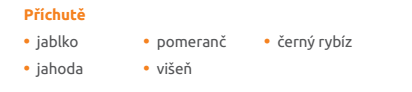 Příchutě
• jablko • pomeranč • černý rybíz
• jahoda • višeň